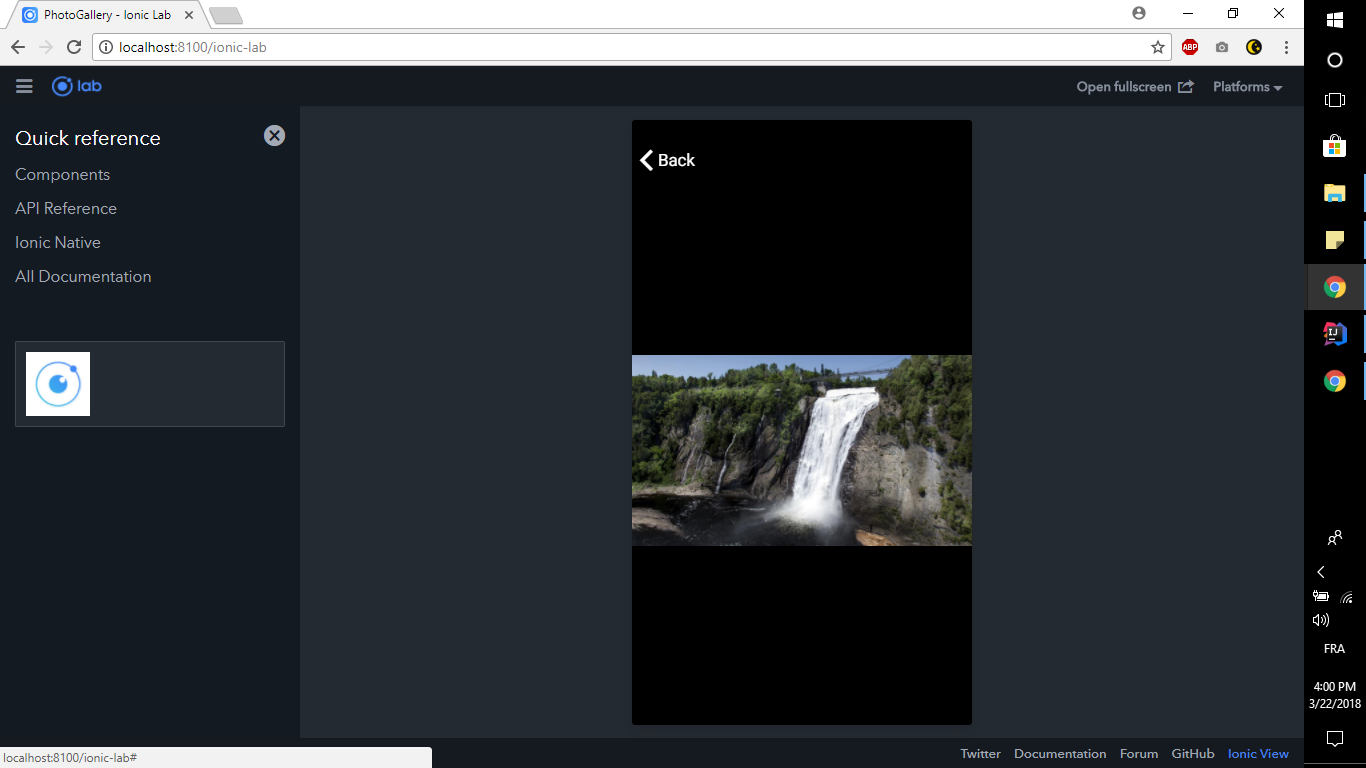 PhotoGallery - Ionic Lab
localhost:8100/ionic-lab
ABP
lab
Open fullscreen
Platforms
Quick reference
Components
API Reference
Ionic Native
All Documentation
Back
IJ
FRA
4:00 PM
3/22/2018
localhost:8100/ionic-lab#
Twitter
Documentation
Forum
GitHub
Ionic View